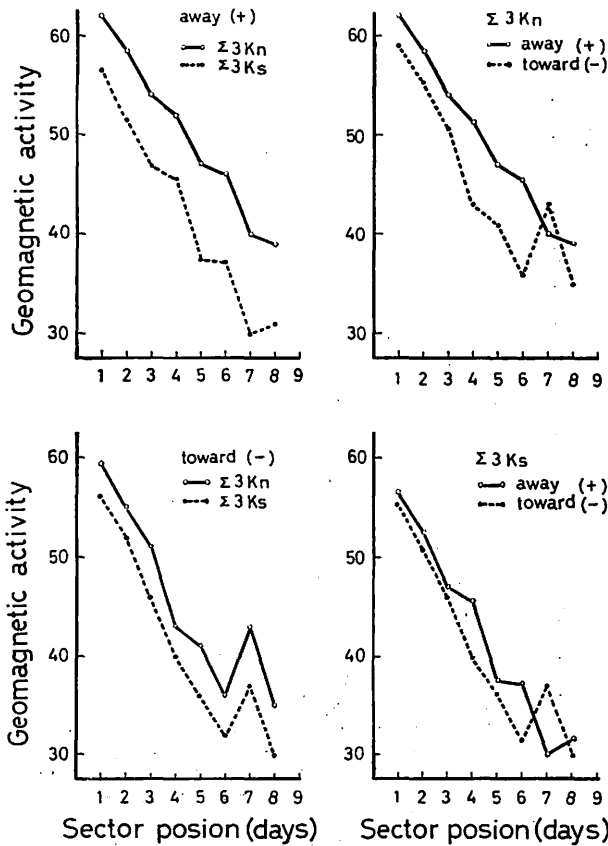 away (+)
Σ3Kn
Σ3Ks
60
50
40
30
1 2 3 4 5 6 7 8 9
Geomagnetic activity
Σ3Kn
away (+)
toward (-)
60
50
40
30
1 2 3 4 5 6 7 8 9
toward (-)
Σ3Kn
Σ3Ks
60
50
40
30
1 2 3 4 5 6 7 8 9
Geomagnetic activity
Sector posion (days)
Σ3Ks
away (+)
toward (-)
60
50
40
30
1 2 3 4 5 6 7 8 9
Sector posion (days)